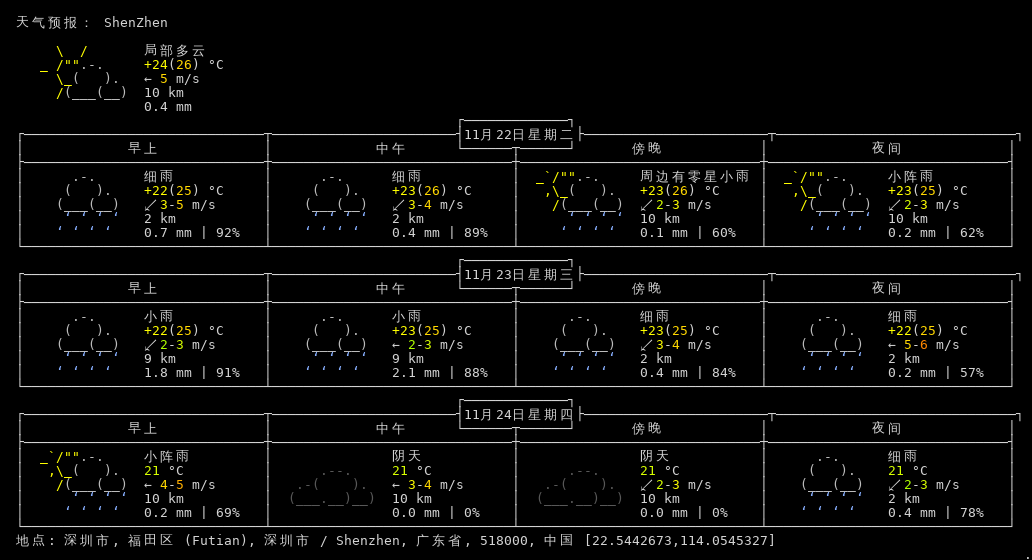 天气预报： ShenZhen
局部多云
+24(26) °C
← 5 m/s
10 km
0.4 mm
11月22日星期二
早上 中午 傍晚 夜间
细雨 细雨 周边有零星小雨 小阵雨
+22(25) °C +23(26) °C +23(26) °C +23(25) °C
↙ 3-5 m/s ↙ 3-4 m/s ↙ 2-3 m/s ↙ 2-3 m/s
2 km 2 km 10 km 10 km
0.7 mm | 92% 0.4 mm | 89% 0.1 mm | 60% 0.2 mm | 62%
11月23日星期三
早上 中午 傍晚 夜间
小雨 小雨 细雨 细雨
+22(25) °C +23(25) °C +23(25) °C +22(25) °C
↙ 2-3 m/s ← 2-3 m/s ↙ 3-4 m/s ← 5-6 m/s
9 km 9 km 2 km 2 km
1.8 mm | 91% 2.1 mm | 88% 0.4 mm | 84% 0.2 mm | 57%
11月24日星期四
早上 中午 傍晚 夜间
小阵雨 阴天 阴天 细雨
21 °C 21 °C 21 °C 21 °C
← 4-5 m/s ← 3-4 m/s ↙ 2-3 m/s ↙ 2-3 m/s
10 km 10 km 10 km 2 km
0.2 mm | 69% 0.0 mm | 0% 0.0 mm | 0% 0.4 mm | 78%
地点: 深圳市, 福田区 (Futian), 深圳市 / Shenzhen, 广东省, 518000, 中国 [22.5442673,114.0545327]